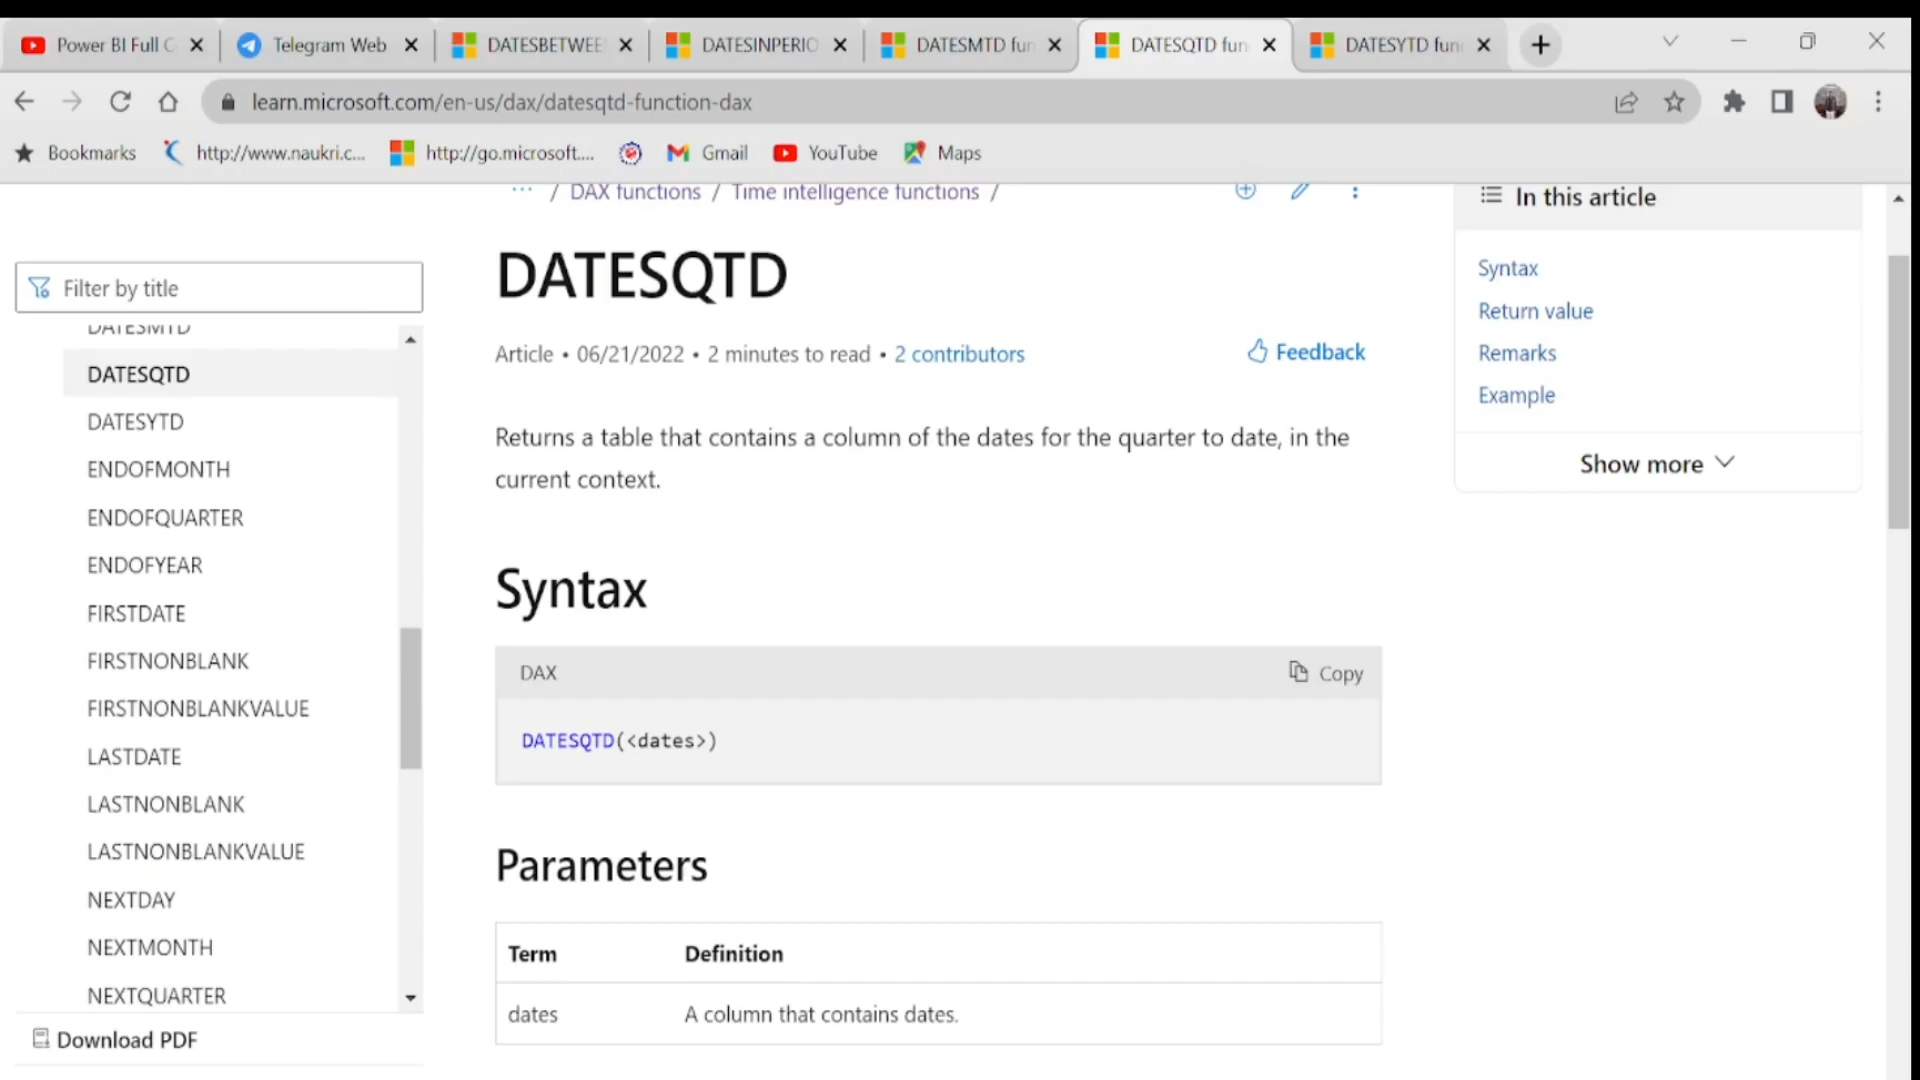 Power BI Full C
Telegram Web
DATESBETWEE
DATESINPERIO
DATESMTD fun
DATESQTD fun
DATESYTD fun
learn.microsoft.com/en-us/dax/datesqtd-function-dax
Bookmarks
http://www.naukri.c...
http://go.microsoft....
Gmail
YouTube
Maps
... / DAX functions / Time intelligence functions /
In this article
Syntax
Return value
Remarks
Example
Show more
Filter by title
DATESMTD
DATESQTD
DATESYTD
ENDOFMONTH
ENDOFQUARTER
ENDOFYEAR
FIRSTDATE
FIRSTNONBLANK
FIRSTNONBLANKVALUE
LASTDATE
LASTNONBLANK
LASTNONBLANKVALUE
NEXTDAY
NEXTMONTH
NEXTQUARTER
Download PDF
DATESQTD
Article • 06/21/2022 • 2 minutes to read • 2 contributors
Feedback
Returns a table that contains a column of the dates for the quarter to date, in the
current context.
Syntax
DAX
Copy
DATESQTD(<dates>)
Parameters
Term Definition
dates A column that contains dates.